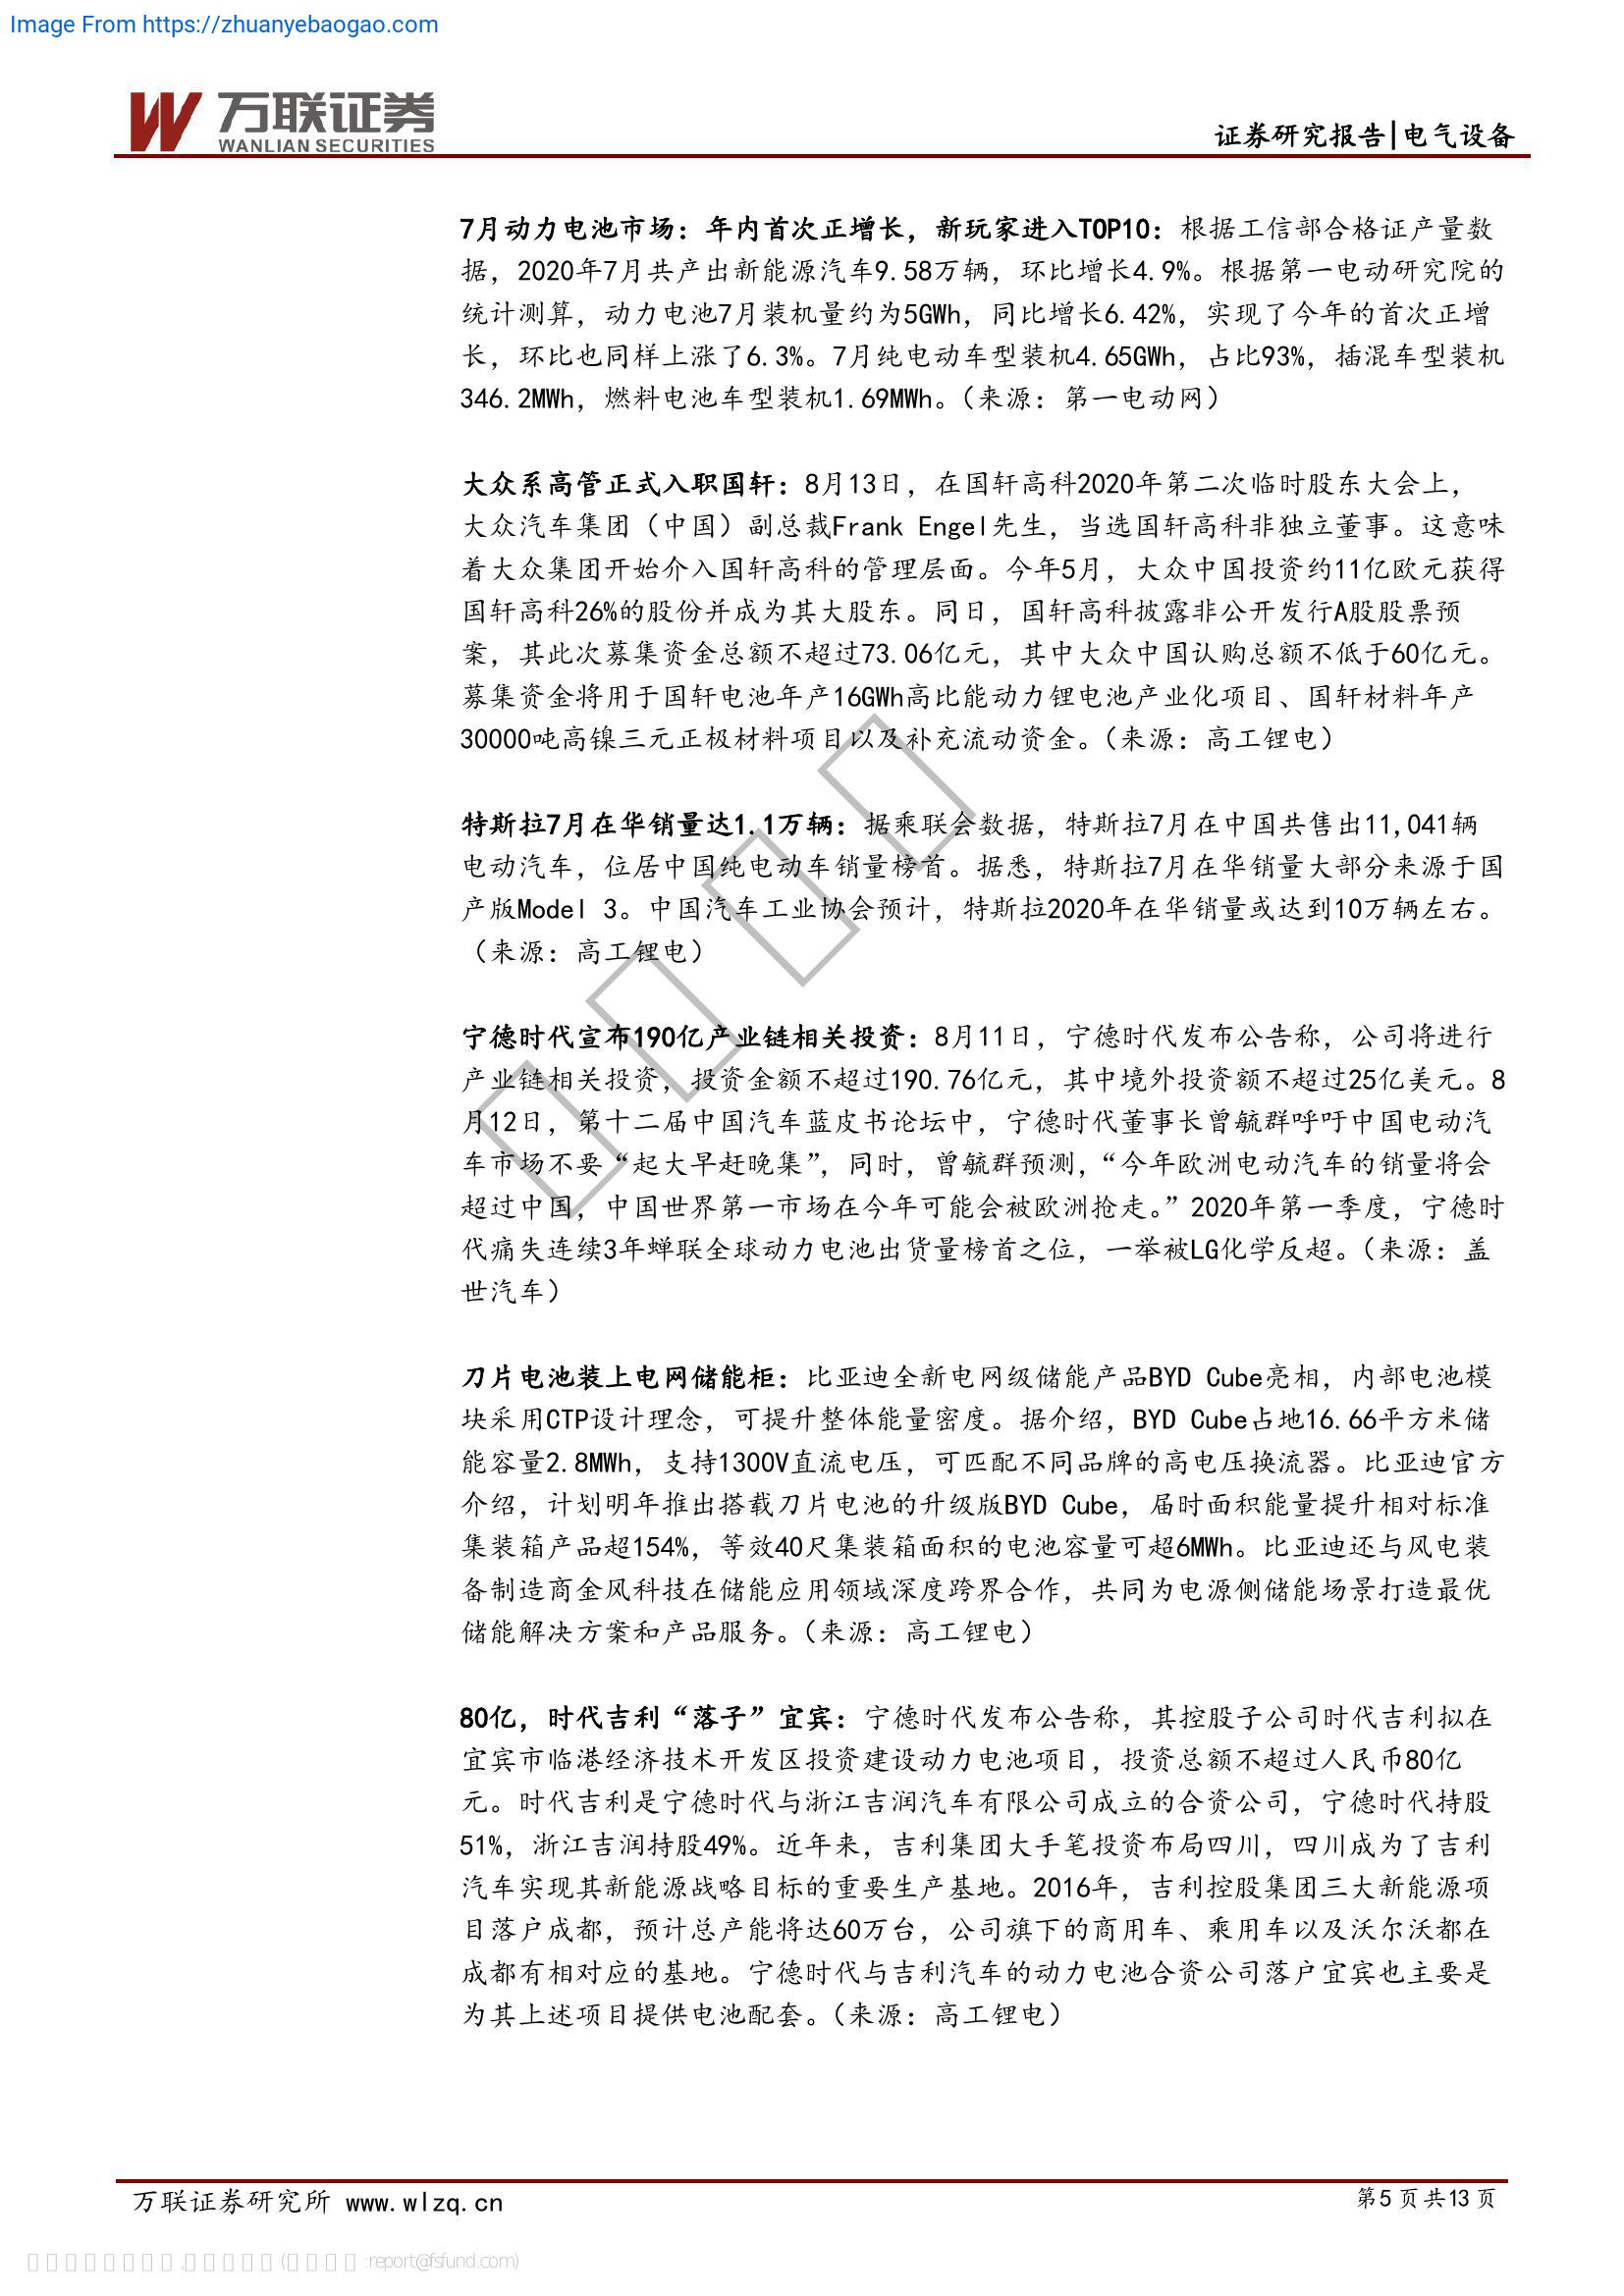 Image From https://zhuanyebaogao.com
万联证券
WANLIAN SECURITIES
证券研究报告|电气设备
7月动力电池市场：年内首次正增长，新玩家进入TOP10：根据工信部合格证产量数
据，2020年7月共产出新能源汽车9.58万辆，环比增长4.9%。根据第一电动研究院的
统计测算，动力电池7月装机量约为5GWh，同比增长6.42%，实现了今年的首次正增
长，环比也同样上涨了6.3%。7月纯电动车型装机4.65GWh，占比93%，插混车型装机
346.2MWh，燃料电池车型装机1.69MWh。（来源：第一电动网）
大众系高管正式入职国轩：8月13日，在国轩高科2020年第二次临时股东大会上，
大众汽车集团（中国）副总裁Frank Engel先生，当选国轩高科非独立董事。这意味
着大众集团开始介入国轩高科的管理层面。今年5月，大众中国投资约11亿欧元获得
国轩高科26%的股份并成为其大股东。同日，国轩高科披露非公开发行A股股票预
案，其此次募集资金总额不超过73.06亿元，其中大众中国认购总额不低于60亿元。
募集资金将用于国轩电池年产16GWh高比能动力锂电池产业化项目、国轩材料年产
30000吨高镍三元正极材料项目以及补充流动资金。（来源：高工锂电）
特斯拉7月在华销量达1.1万辆：据乘联会数据，特斯拉7月在中国共售出11,041辆
电动汽车，位居中国纯电动车销量榜首。据悉，特斯拉7月在华销量大部分来源于国
产版Model 3。中国汽车工业协会预计，特斯拉2020年在华销量或达到10万辆左右。
（来源：高工锂电）
宁德时代宣布190亿产业链相关投资：8月11日，宁德时代发布公告称，公司将进行
产业链相关投资，投资金额不超过190.76亿元，其中境外投资额不超过25亿美元。8
月12日，第十二届中国汽车蓝皮书论坛中，宁德时代董事长曾毓群呼吁中国电动汽
车市场不要“起大早赶晚集”，同时，曾毓群预测，“今年欧洲电动汽车的销量将会
超过中国，中国世界第一市场在今年可能会被欧洲抢走。”2020年第一季度，宁德时
代痛失连续3年蝉联全球动力电池出货量榜首之位，一举被LG化学反超。（来源：盖
世汽车）
刀片电池装上电网储能柜：比亚迪全新电网级储能产品BYD Cube亮相，内部电池模
块采用CTP设计理念，可提升整体能量密度。据介绍，BYD Cube占地16.66平方米储
能容量2.8MWh，支持1300V直流电压，可匹配不同品牌的高电压换流器。比亚迪官方
介绍，计划明年推出搭载刀片电池的升级版BYD Cube，届时面积能量提升相对标准
集装箱产品超154%，等效40尺集装箱面积的电池容量可超6MWh。比亚迪还与风电装
备制造商金风科技在储能应用领域深度跨界合作，共同为电源侧储能场景打造最优
储能解决方案和产品服务。（来源：高工锂电）
80亿，时代吉利“落子”宜宾：宁德时代发布公告称，其控股子公司时代吉利拟在
宜宾市临港经济技术开发区投资建设动力电池项目，投资总额不超过人民币80亿
元。时代吉利是宁德时代与浙江吉润汽车有限公司成立的合资公司，宁德时代持股
51%，浙江吉润持股49%。近年来，吉利集团大手笔投资布局四川，四川成为了吉利
汽车实现其新能源战略目标的重要生产基地。2016年，吉利控股集团三大新能源项
目落户成都，预计总产能将达60万台，公司旗下的商用车、乘用车以及沃尔沃都在
成都有相对应的基地。宁德时代与吉利汽车的动力电池合资公司落户宜宾也主要是
为其上述项目提供电池配套。（来源：高工锂电）
万联证券研究所 www.wlzq.cn
第5页共13页
report@fsfund.com)